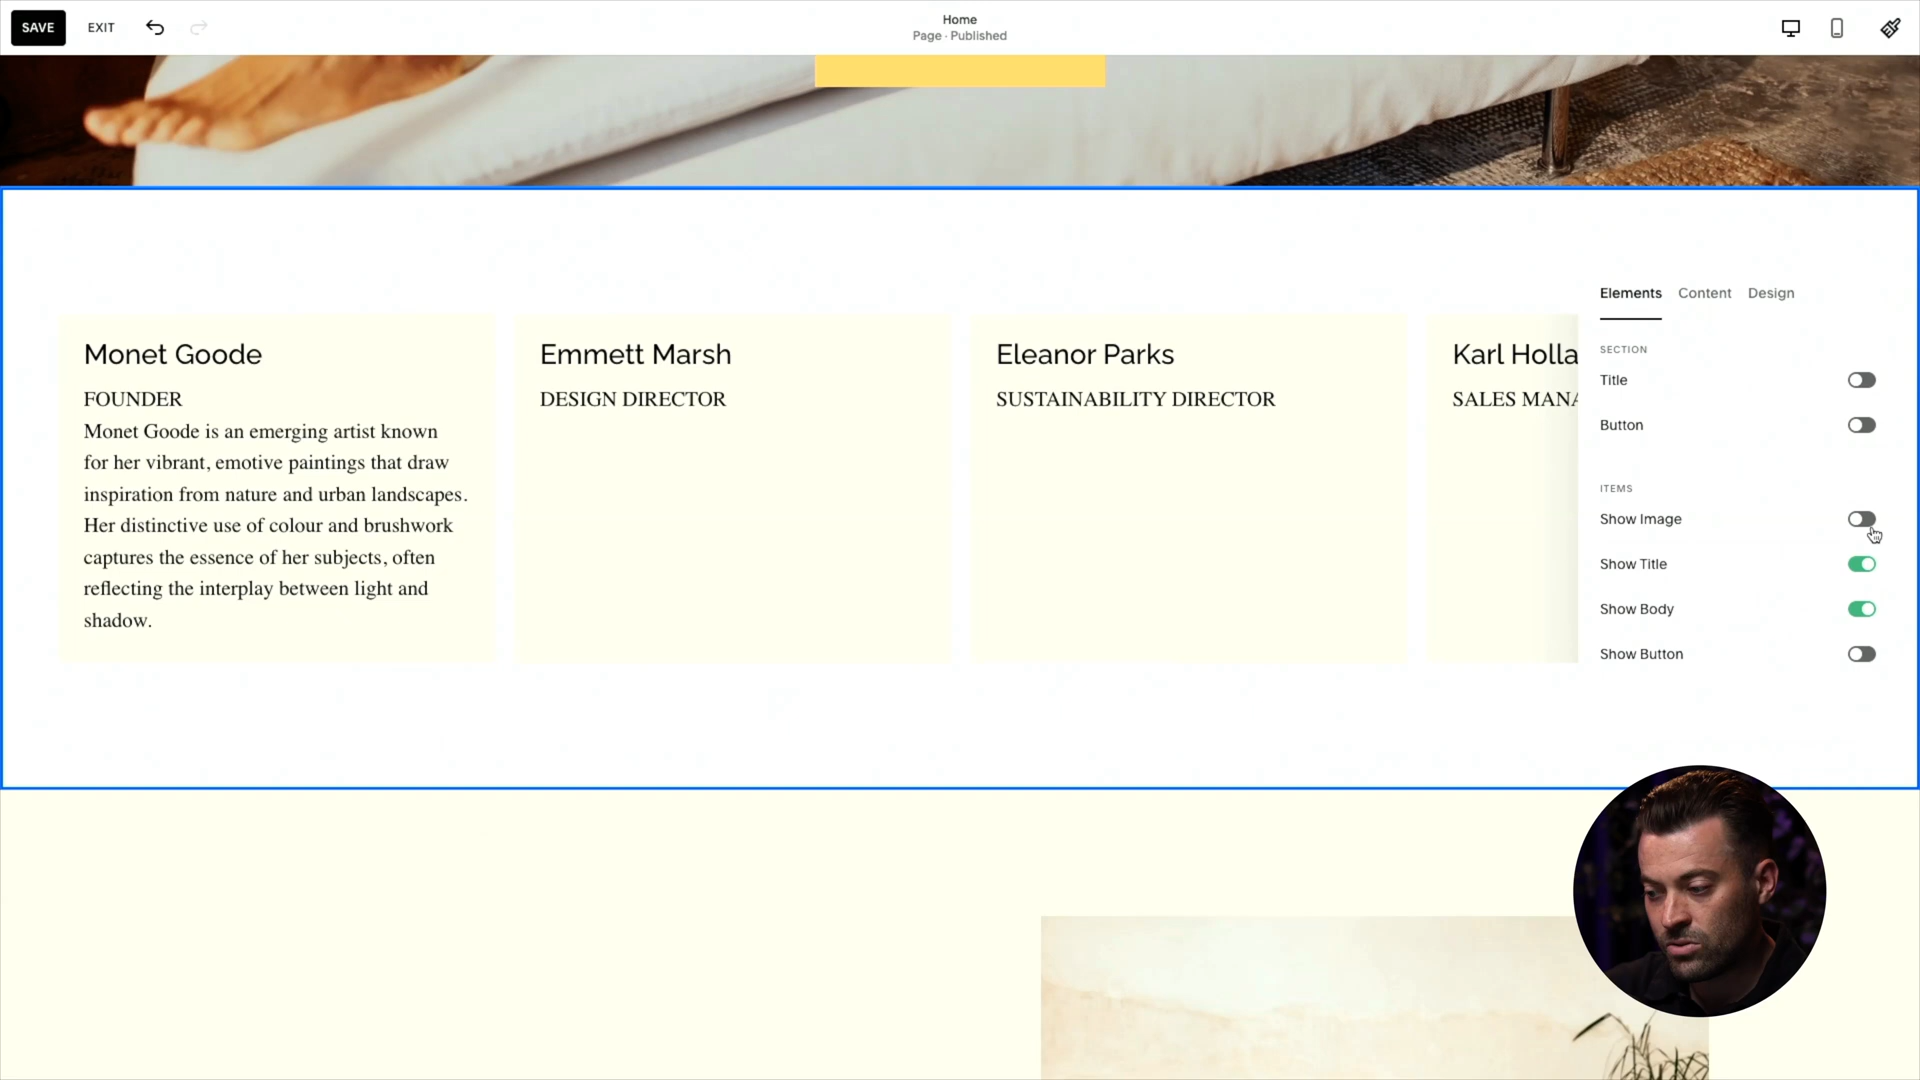 SAVE
EXIT
Home
Page · Published
Monet Goode
FOUNDER
Monet Goode is an emerging artist known
for her vibrant, emotive paintings that draw
inspiration from nature and urban landscapes.
Her distinctive use of colour and brushwork
captures the essence of her subjects, often
reflecting the interplay between light and
shadow.
Emmett Marsh
DESIGN DIRECTOR
Eleanor Parks
SUSTAINABILITY DIRECTOR
Karl Holla
SALES MANA
Elements
Content
Design
SECTION
Title
Button
ITEMS
Show Image
Show Title
Show Body
Show Button